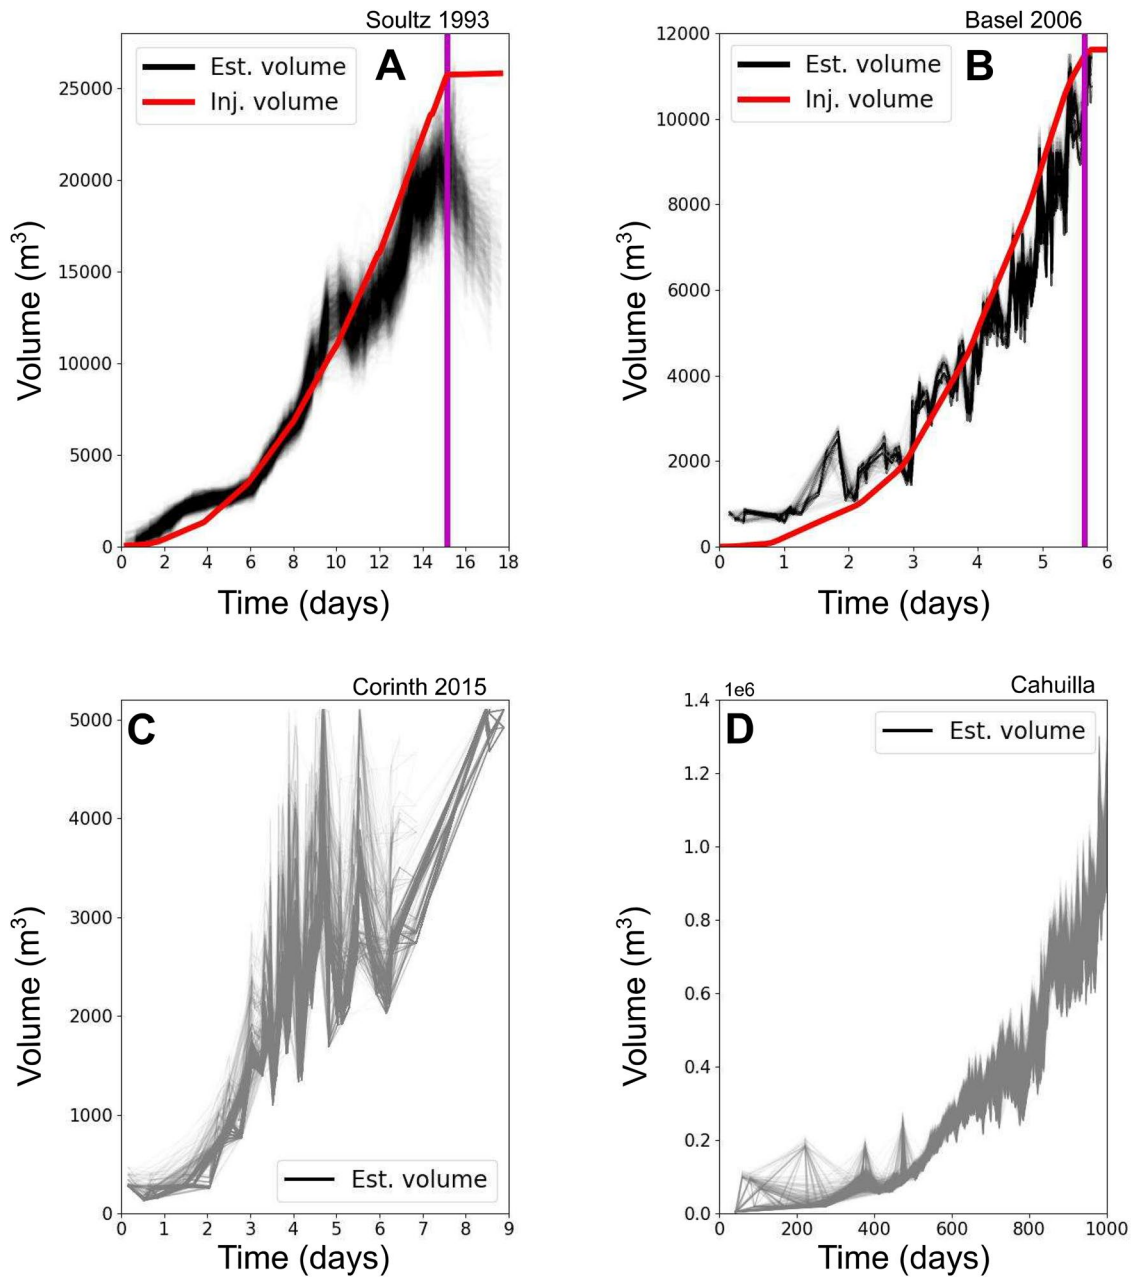 Soultz 1993
A
Est. volume
Inj. volume
25000
20000
15000
10000
5000
0
Volume (m³)
0 2 4 6 8 10 12 14 16 18
Time (days)
Basel 2006
B
Est. volume
Inj. volume
12000
10000
8000
6000
4000
2000
0
Volume (m³)
0 1 2 3 4 5 6
Time (days)
Corinth 2015
C
5000
4000
3000
2000
1000
0
Volume (m³)
Est. volume
0 1 2 3 4 5 6 7 8 9
Time (days)
Cahuilla
1e6
D
Est. volume
1.4
1.2
1.0
0.8
0.6
0.4
0.2
0.0
Volume (m³)
0 200 400 600 800 1000
Time (days)